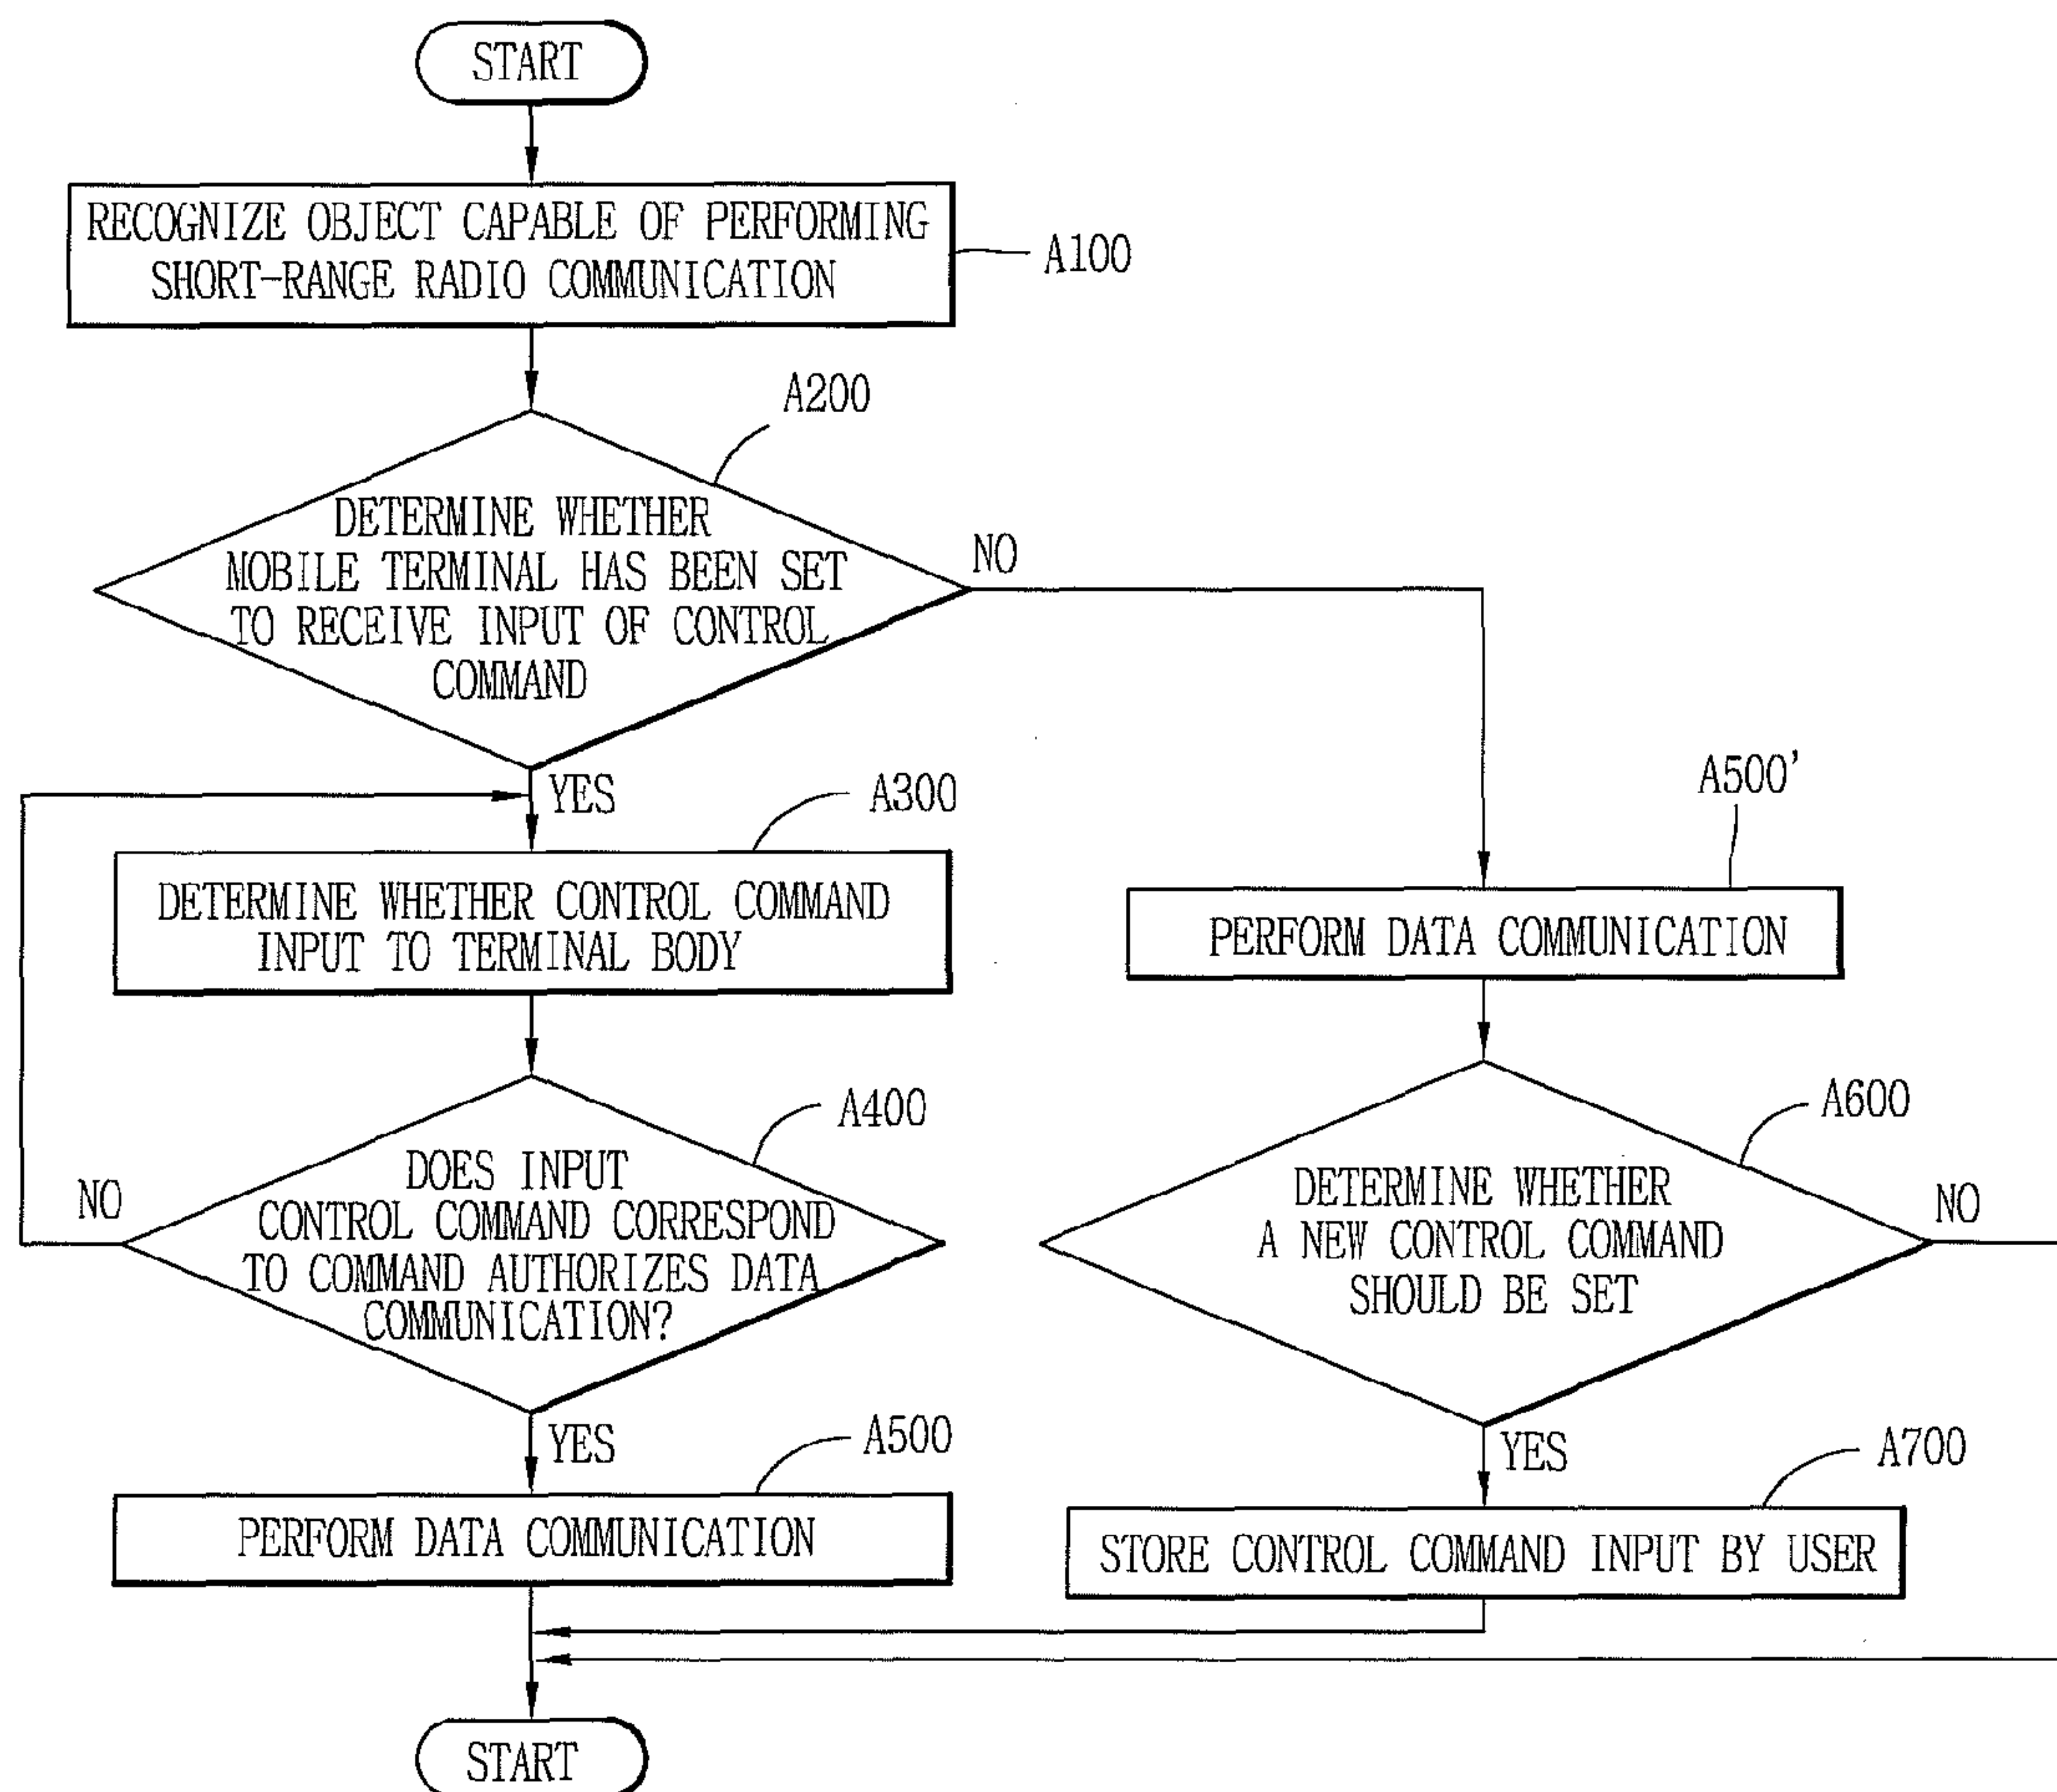 START
RECOGNIZE OBJECT CAPABLE OF PERFORMING
SHORT-RANGE RADIO COMMUNICATION
A100
A200
DETERMINE WHETHER
MOBILE TERMINAL HAS BEEN SET
TO RECEIVE INPUT OF CONTROL
COMMAND
NO
YES
A300
DETERMINE WHETHER CONTROL COMMAND
INPUT TO TERMINAL BODY
A400
DOES INPUT
CONTROL COMMAND CORRESPOND
TO COMMAND AUTHORIZES DATA
COMMUNICATION?
NO
YES
A500
PERFORM DATA COMMUNICATION
A500'
PERFORM DATA COMMUNICATION
A600
DETERMINE WHETHER
A NEW CONTROL COMMAND
SHOULD BE SET
NO
YES
A700
STORE CONTROL COMMAND INPUT BY USER
START